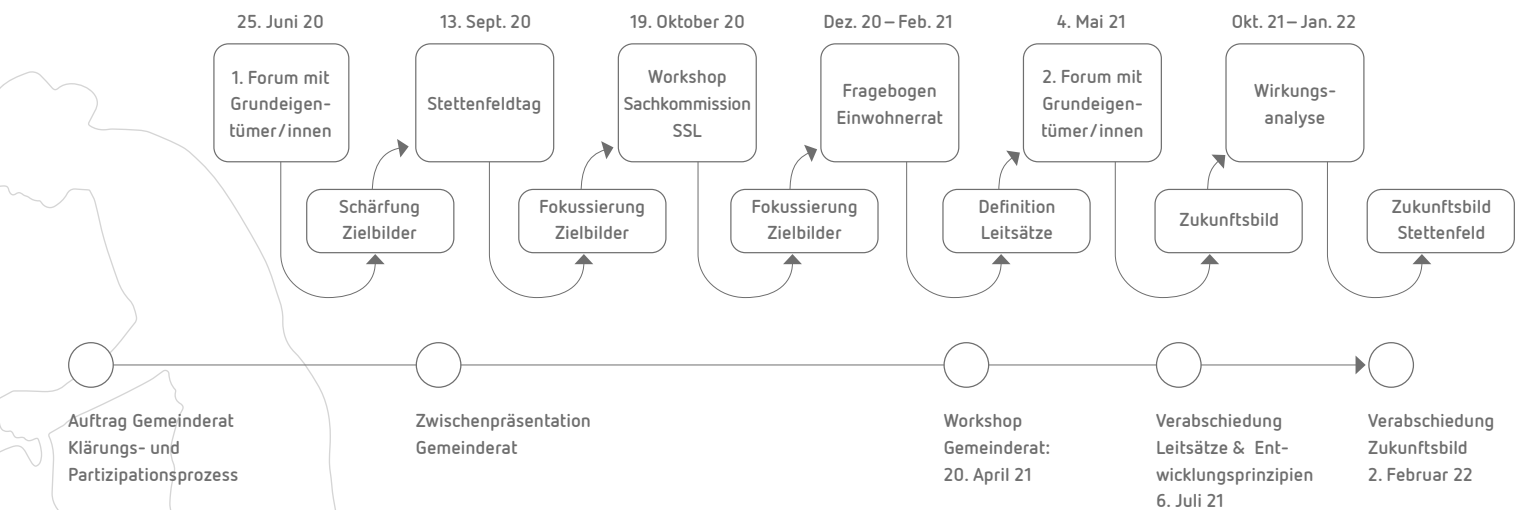 25. Juni 20
13. Sept. 20
19. Oktober 20
Dez. 20 – Feb. 21
4. Mai 21
Okt. 21 – Jan. 22
1. Forum mit
Grundeigen-
tümer/innen
Stettenfeldtag
Workshop
Sachkommission
SSL
Fragebogen
Einwohnerrat
2. Forum mit
Grundeigen-
tümer/innen
Wirkungs-
analyse
Schärfung
Zielbilder
Fokussierung
Zielbilder
Fokussierung
Zielbilder
Definition
Leitsätze
Zukunftsbild
Zukunftsbild
Stettenfeld
Auftrag Gemeinderat
Klärungs- und
Partizipationsprozess
Zwischenpräsentation
Gemeinderat
Workshop
Gemeinderat:
20. April 21
Verabschiedung
Leitsätze & Ent-
wicklungsprinzipien
6. Juli 21
Verabschiedung
Zukunftsbild
2. Februar 22